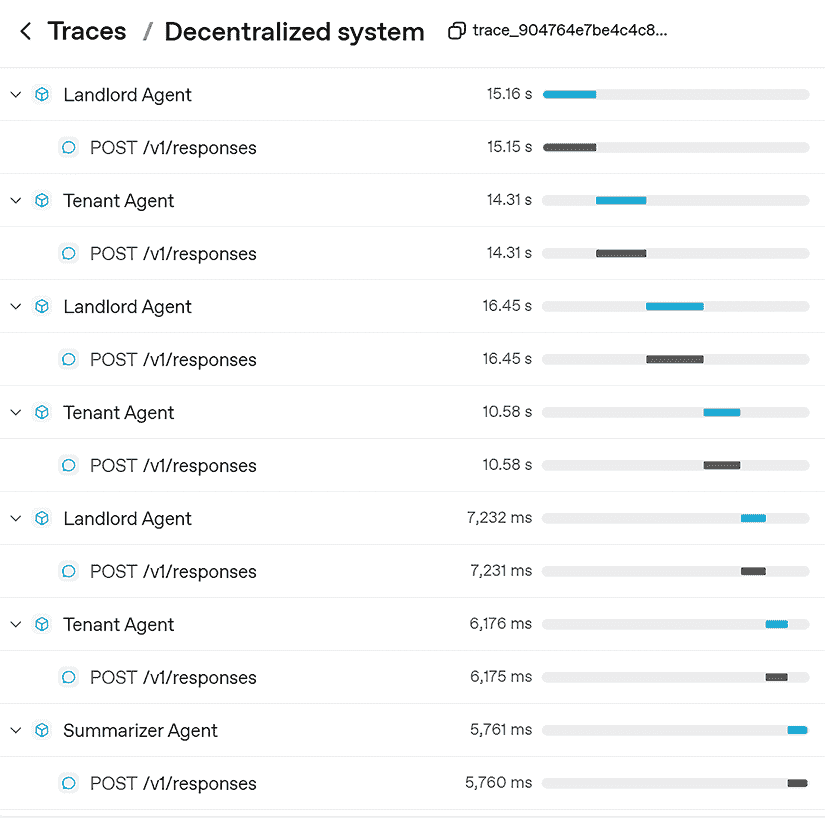 Traces / Decentralized system trace_904764e7be4c4c8...
Landlord Agent 15.16 s
POST /v1/responses 15.15 s
Tenant Agent 14.31 s
POST /v1/responses 14.31 s
Landlord Agent 16.45 s
POST /v1/responses 16.45 s
Tenant Agent 10.58 s
POST /v1/responses 10.58 s
Landlord Agent 7,232 ms
POST /v1/responses 7,231 ms
Tenant Agent 6,176 ms
POST /v1/responses 6,175 ms
Summarizer Agent 5,761 ms
POST /v1/responses 5,760 ms